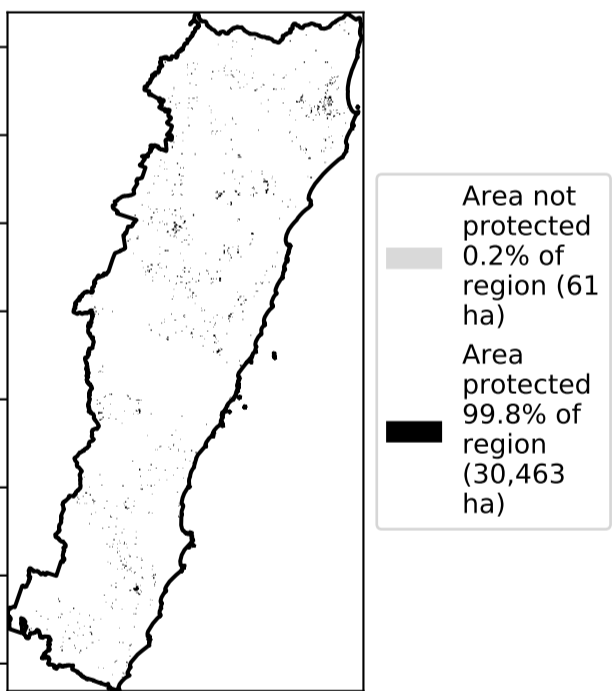 Area not
protected
0.2% of
region (61
ha)
Area
protected
99.8% of
region
(30,463
ha)